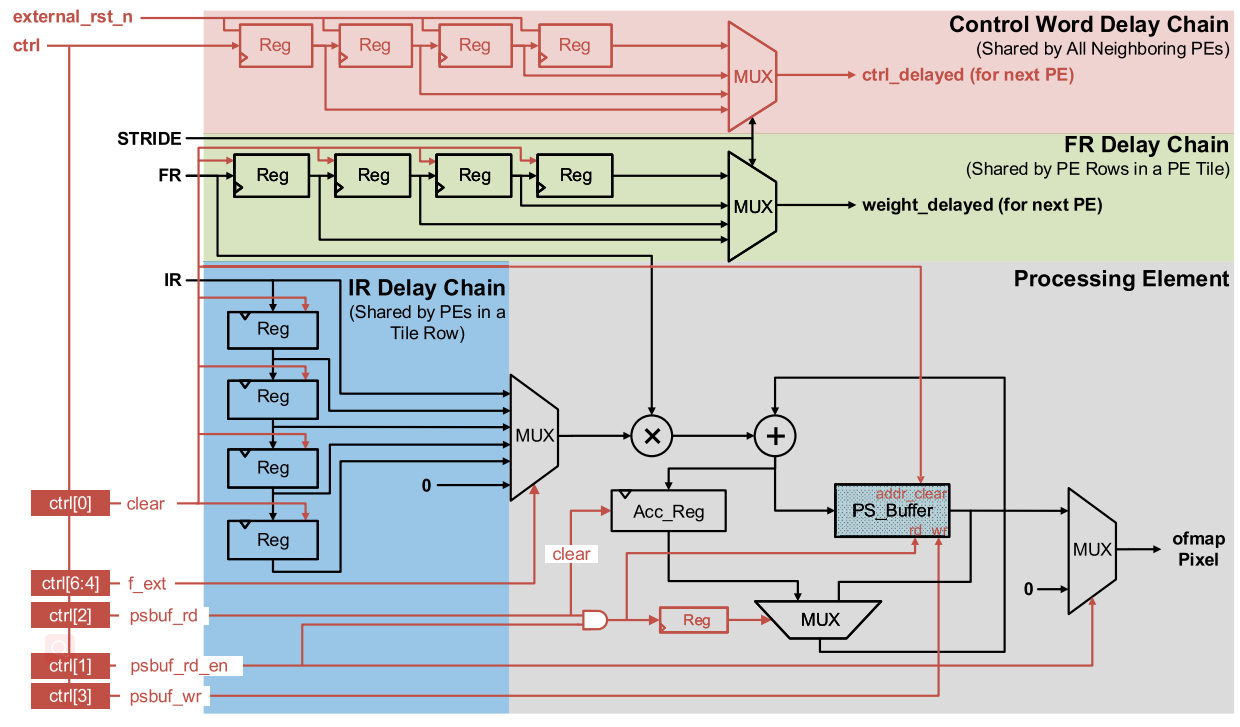 external_rst_n
Control Word Delay Chain
(Shared by All Neighboring PEs)
ctrl
Reg
Reg
Reg
Reg
MUX
ctrl_delayed (for next PE)
STRIDE
FR Delay Chain
(Shared by PE Rows in a PE Tile)
FR
Reg
Reg
Reg
Reg
MUX
weight_delayed (for next PE)
IR
IR Delay Chain
(Shared by PEs in a
Tile Row)
Processing Element
Reg
Reg
Reg
Reg
MUX
0
×
+
Acc_Reg
addr_clear
PS_Buffer
rd
wr
MUX
0
ofmap
Pixel
ctrl[0]
clear
clear
ctrl[6:4]
f_ext
ctrl[2]
psbuf_rd
Reg
MUX
ctrl[1]
psbuf_rd_en
ctrl[3]
psbuf_wr